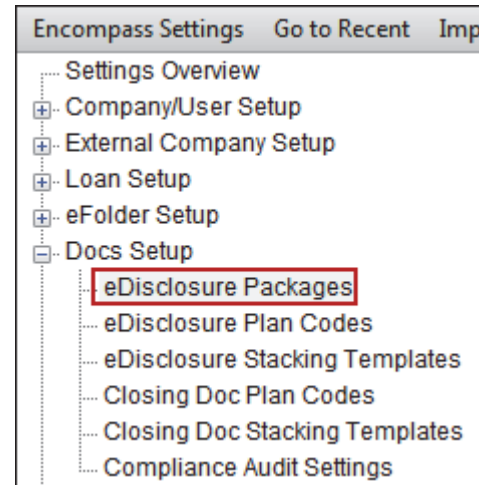 Encompass Settings Go to Recent Imp
Settings Overview
Company/User Setup
External Company Setup
Loan Setup
eFolder Setup
Docs Setup
eDisclosure Packages
eDisclosure Plan Codes
eDisclosure Stacking Templates
Closing Doc Plan Codes
Closing Doc Stacking Templates
Compliance Audit Settings